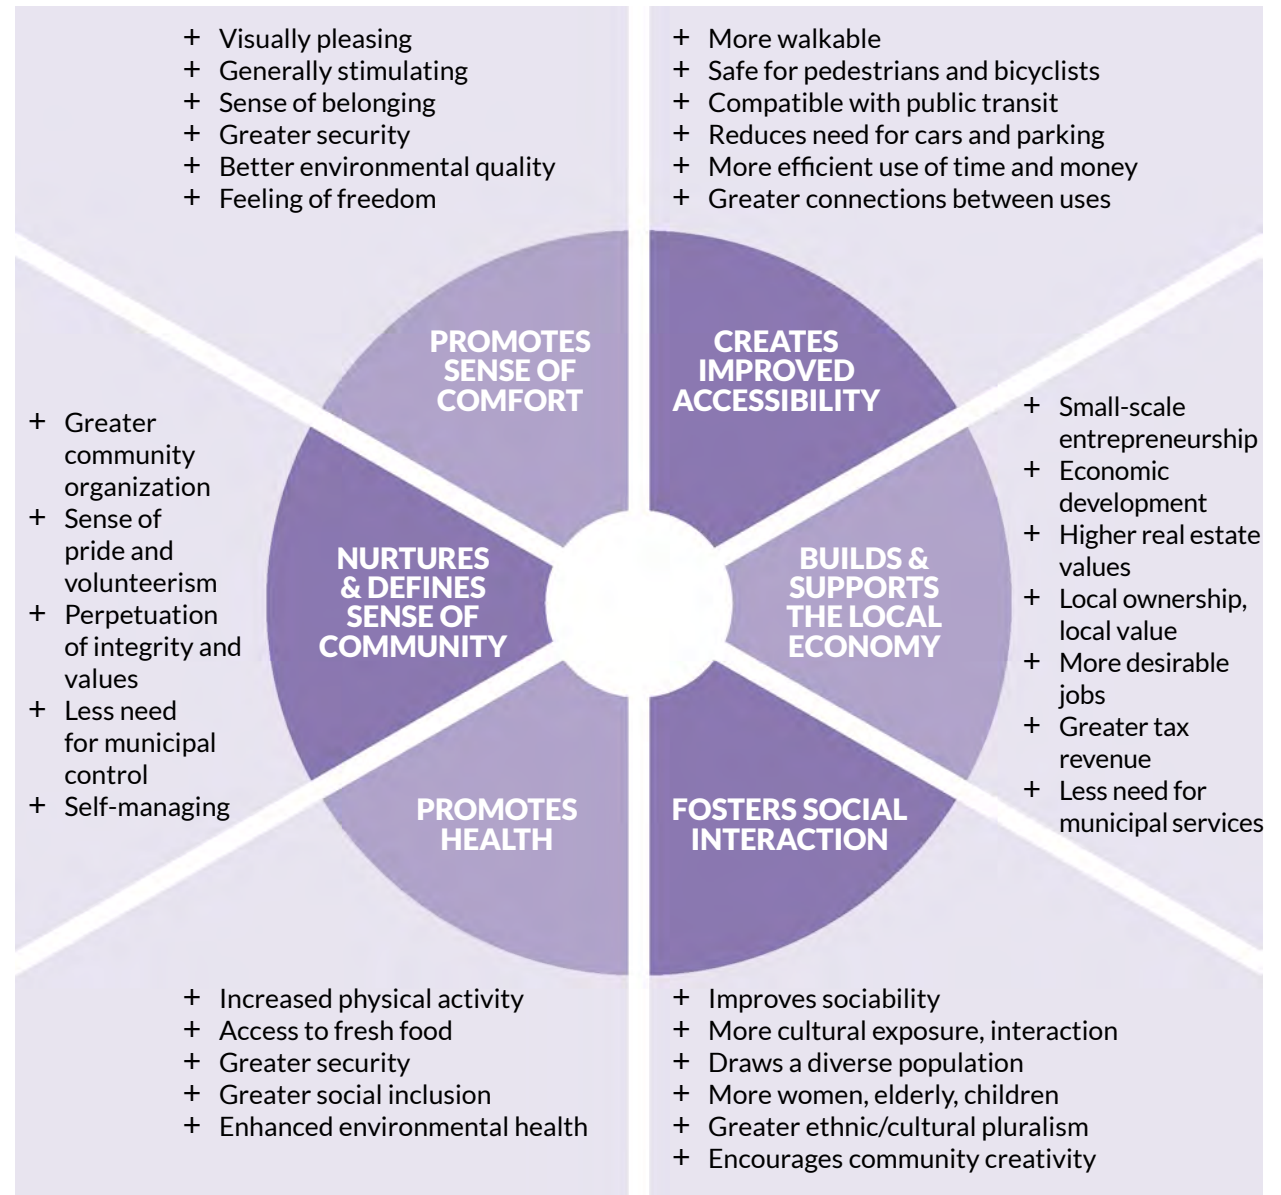 + Visually pleasing
+ Generally stimulating
+ Sense of belonging
+ Greater security
+ Better environmental quality
+ Feeling of freedom
+ More walkable
+ Safe for pedestrians and bicyclists
+ Compatible with public transit
+ Reduces need for cars and parking
+ More efficient use of time and money
+ Greater connections between uses
PROMOTES
SENSE OF
COMFORT
CREATES
IMPROVED
ACCESSIBILITY
+ Greater
community
organization
+ Sense of
pride and
volunteerism
+ Perpetuation
of integrity and
values
+ Less need
for municipal
control
+ Self-managing
NURTURES
& DEFINES
SENSE OF
COMMUNITY
BUILDS &
SUPPORTS
THE LOCAL
ECONOMY
+ Small-scale
entrepreneurship
+ Economic
development
+ Higher real estate
values
+ Local ownership,
local value
+ More desirable
jobs
+ Greater tax
revenue
+ Less need for
municipal services
PROMOTES
HEALTH
FOSTERS SOCIAL
INTERACTION
+ Increased physical activity
+ Access to fresh food
+ Greater security
+ Greater social inclusion
+ Enhanced environmental health
+ Improves sociability
+ More cultural exposure, interaction
+ Draws a diverse population
+ More women, elderly, children
+ Greater ethnic/cultural pluralism
+ Encourages community creativity